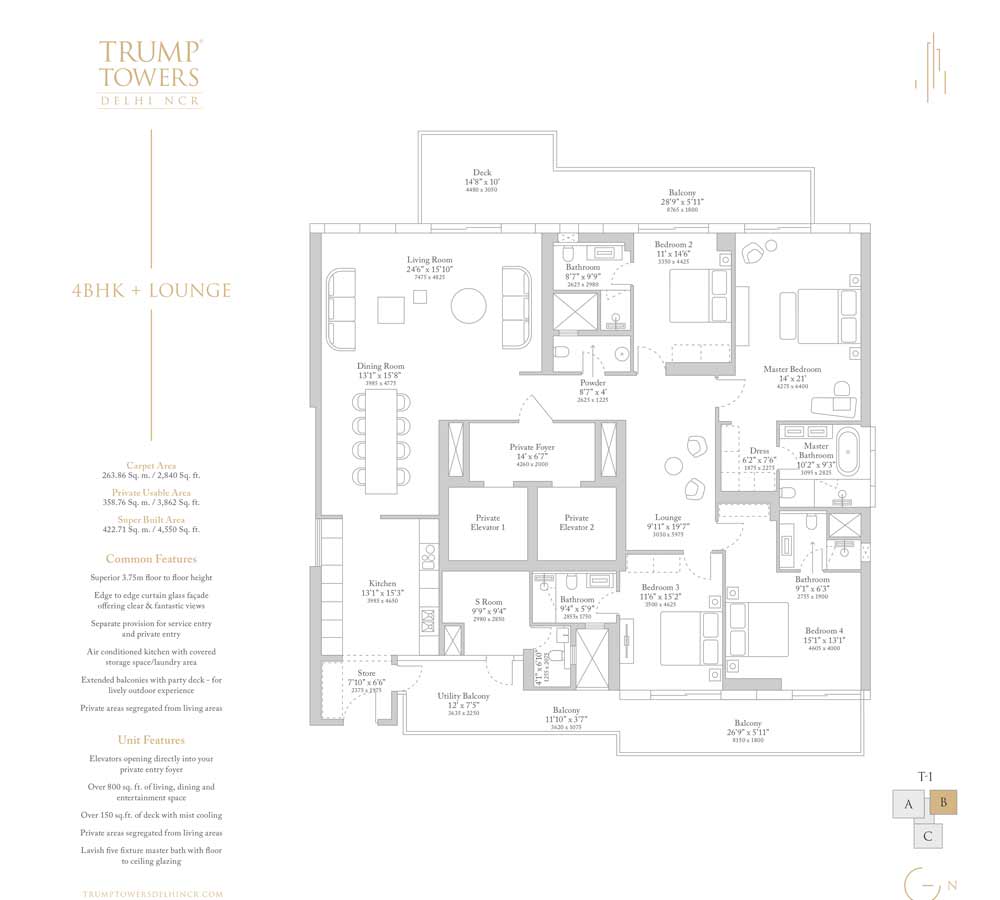 TRUMP®
TOWERS
DELHI NCR
4BHK + LOUNGE
Carpet Area
263.86 Sq. m. / 2,840 Sq. ft.
Private Usable Area
358.76 Sq. m. / 3,862 Sq. ft.
Super Built Area
422.71 Sq. m. / 4,550 Sq. ft.
Common Features
Superior 3.75m floor to floor height
Edge to edge curtain glass façade
offering clear & fantastic views
Separate provision for service entry
and private entry
Air conditioned kitchen with covered
storage space/laundry area
Extended balconies with party deck - for
lively outdoor experience
Private areas segregated from living areas
Unit Features
Elevators opening directly into your
private entry foyer
Over 800 sq. ft. of living, dining and
entertainment space
Over 150 sq.ft. of deck with mist cooling
Private areas segregated from living areas
Lavish five fixture master bath with floor
to ceiling glazing
TRUMPTOWERSDELHINCR.COM
Deck
14'8" x 10'
4480 x 3050
Balcony
28'9" x 5'11"
8765 x 1800
Living Room
24'6" x 15'10"
7475 x 4825
Bathroom
8'7" x 9'9"
2625 x 2980
Bedroom 2
11' x 14'6"
3350 x 4425
Dining Room
13'1" x 15'8"
3985 x 4775
Powder
8'7" x 4'
2625 x 1225
Master Bedroom
14' x 21'
4275 x 6400
Private Foyer
14' x 6'7"
4260 x 2000
Dress
6'2" x 7'6"
1875 x 2275
Master
Bathroom
10'2" x 9'3"
3095 x 2825
Private
Elevator 1
Private
Elevator 2
Lounge
9'11" x 19'7"
3030 x 5975
Kitchen
13'1" x 15'3"
3985 x 4650
S Room
9'9" x 9'4"
2980 x 2850
Bathroom
9'4" x 5'9"
2855x 1750
Bedroom 3
11'6" x 15'2"
3500 x 4625
Bathroom
9'1" x 6'3"
2755 x 1900
Bedroom 4
15'1" x 13'1"
4605 x 4000
4'1" x 6'10"
Store
7'10" x 6'6"
2375 x 1975
Utility Balcony
12' x 7'5"
3635 x 2250
Balcony
11'10" x 3'7"
3620 x 1075
Balcony
26'9" x 5'11"
8150 x 1800
T-1
A
B
C
N